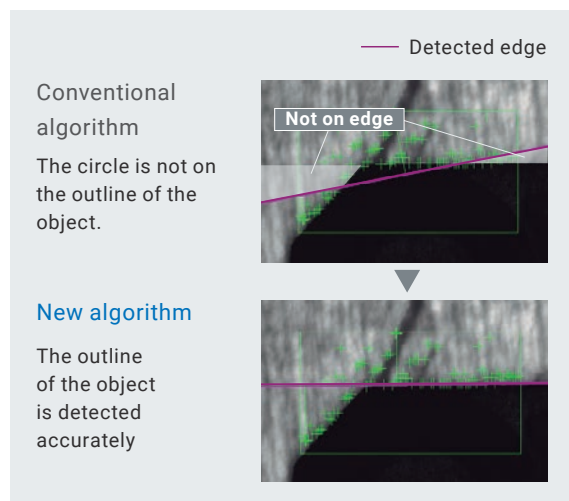 Detected edge
Conventional
algorithm
The circle is not on
the outline of the
object.
Not on edge
New algorithm
The outline
of the object
is detected
accurately